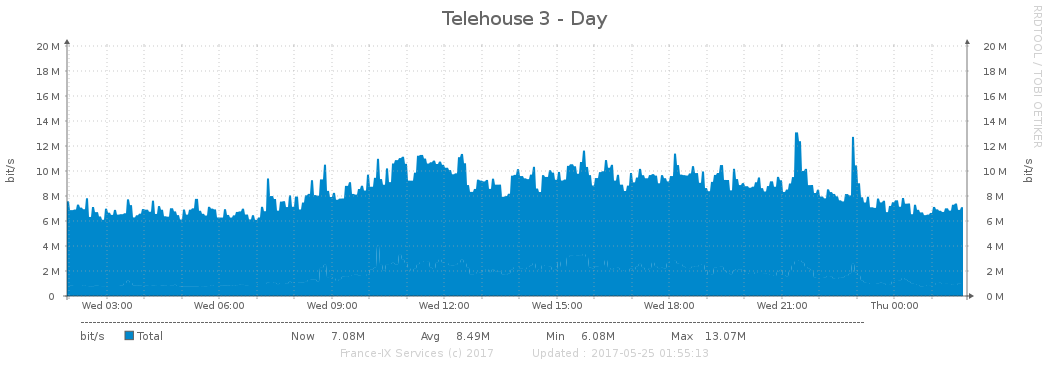 Telehouse 3 - Day
RRDTOOL / TOBI OETIKER
bit/s
20 M
18 M
16 M
14 M
12 M
10 M
8 M
6 M
4 M
2 M
0
20 M
18 M
16 M
14 M
12 M
10 M
8 M
6 M
4 M
2 M
0 M
bit/s
Wed 03:00 Wed 06:00 Wed 09:00 Wed 12:00 Wed 15:00 Wed 18:00 Wed 21:00 Thu 00:00
bit/s Total Now 7.08M Avg 8.49M Min 6.08M Max 13.07M
France-IX Services (c) 2017 Updated : 2017-05-25 01:55:13